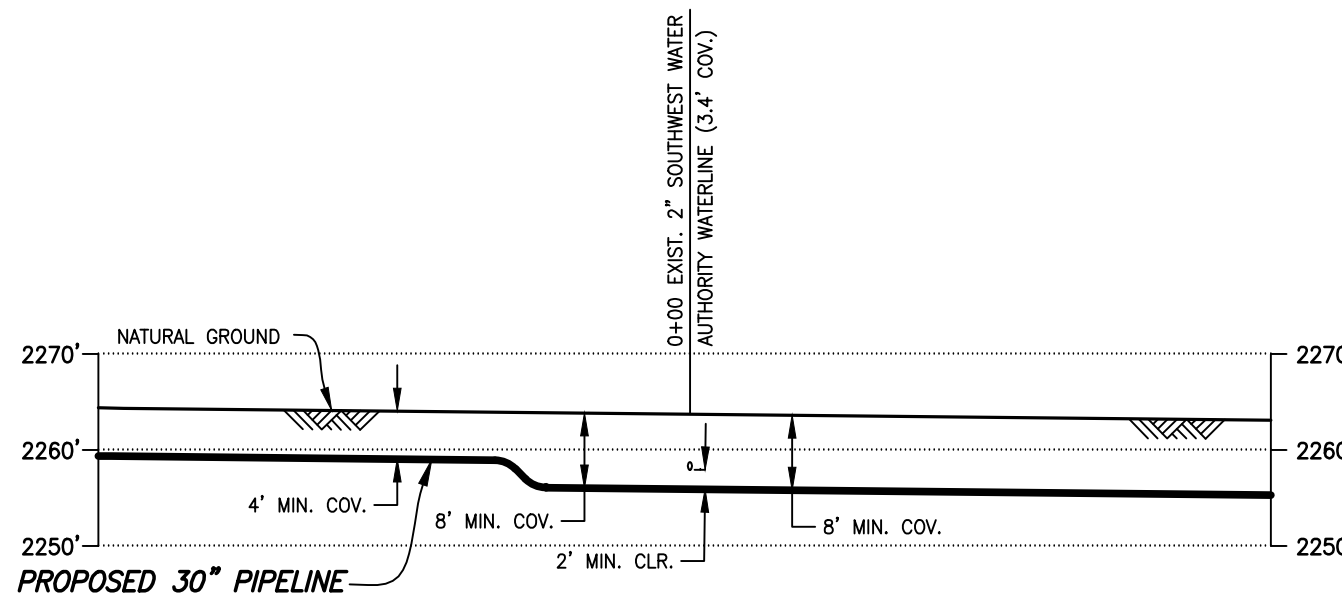 0+00 EXIST. 2" SOUTHWEST WATER
AUTHORITY WATERLINE (3.4' COV.)
NATURAL GROUND
2270'
2270
2260'
2260
4' MIN. COV.
8' MIN. COV.
8' MIN. COV.
2250'
2250
2' MIN. CLR.
PROPOSED 30" PIPELINE